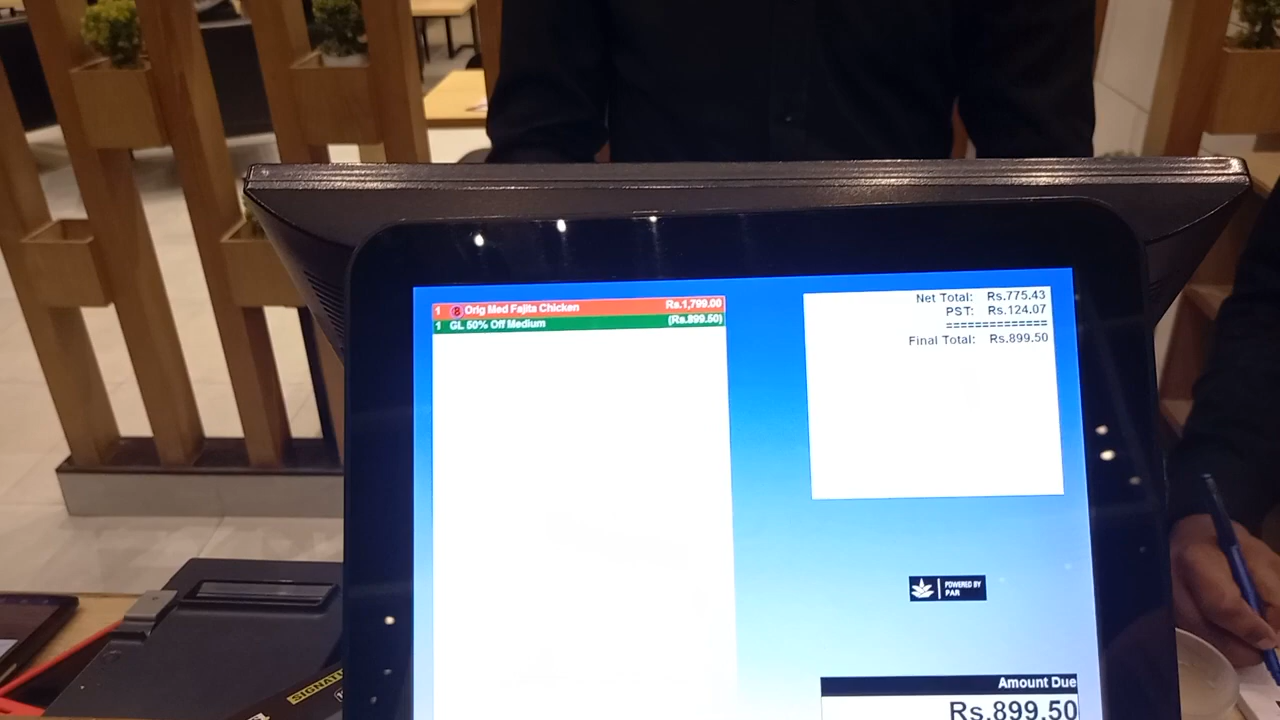 1 8 Orig Med Fajita Chicken Rs.1,799.00
1 GL 50% Off Medium (Rs.899.50)
Net Total: Rs.775.43
PST: Rs.124.07
==============
Final Total: Rs.899.50
POWERED BY
PAR
Amount Due
Rs.899.50